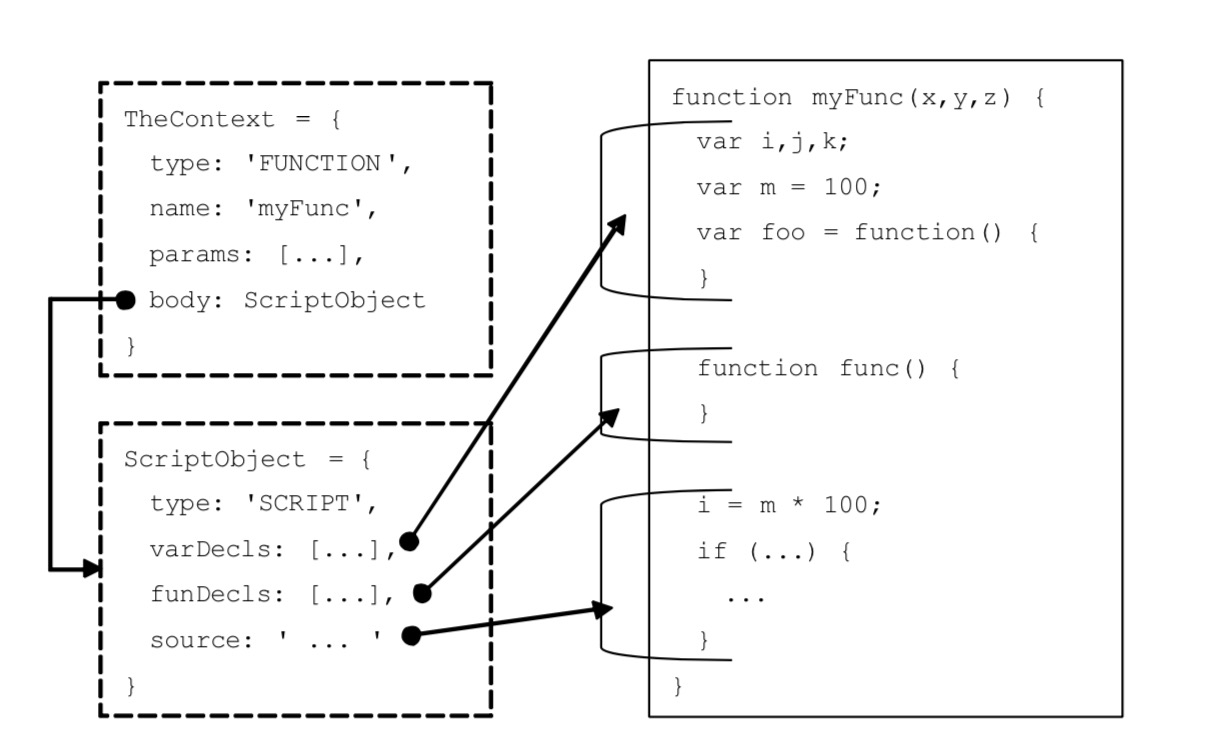 TheContext = {
type: 'FUNCTION',
name: 'myFunc',
params: [...],
body: ScriptObject
}
ScriptObject = {
type: 'SCRIPT',
varDecls: [...],
funDecls: [...],
source: ' ... '
}
function myFunc(x,y,z) {
var i,j,k;
var m = 100;
var foo = function() {
}
function func() {
}
i = m * 100;
if (...) {
...
}
}